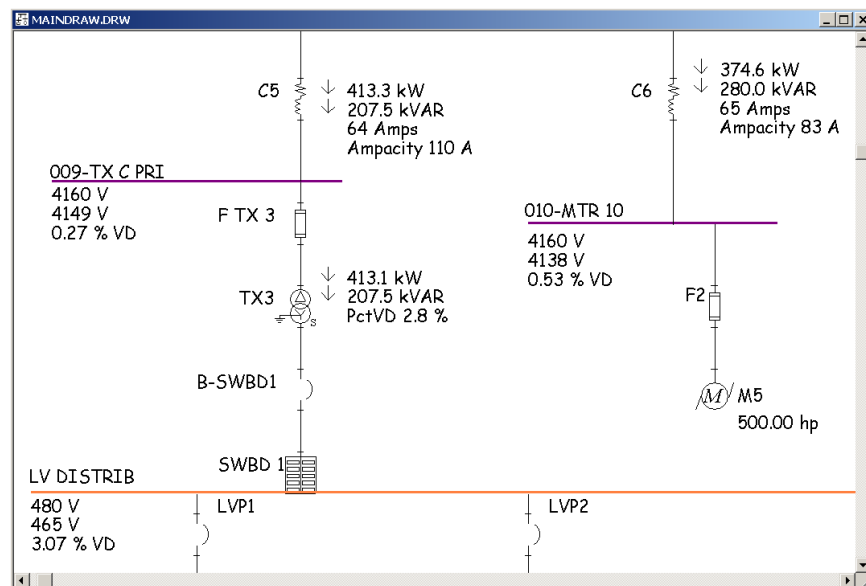 MAINDRAW.DRW
C5
413.3 kW
207.5 kVAR
64 Amps
Ampacity 110 A
C6
374.6 kW
280.0 kVAR
65 Amps
Ampacity 83 A
009-TX C PRI
4160 V
4149 V
0.27 % VD
F TX 3
010-MTR 10
4160 V
4138 V
0.53 % VD
TX3
413.1 kW
207.5 kVAR
PctVD 2.8 %
S
F2
B-SWBD1
M
M5
500.00 hp
SWBD 1
LV DISTRIB
480 V
465 V
3.07 % VD
LVP1
LVP2